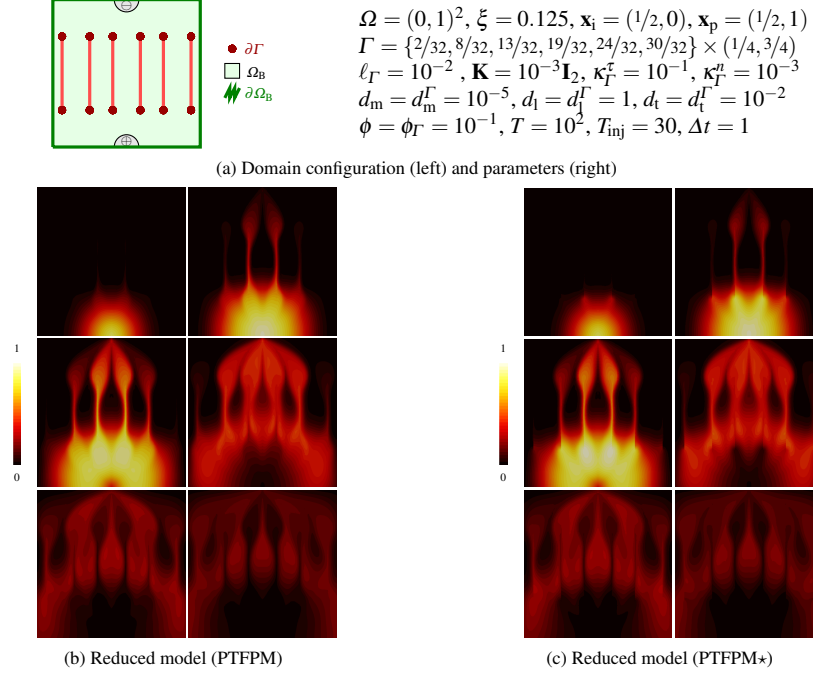 Ω = (0, 1)², ξ = 0.125, x_i = (1/2, 0), x_p = (1/2, 1)
Γ = {2/32, 8/32, 13/32, 19/32, 24/32, 30/32} × (1/4, 3/4)
ℓ_Γ = 10⁻² , K = 10⁻³I₂, κ_Γ^τ = 10⁻¹, κ_Γ^n = 10⁻³
d_m = d_m^Γ = 10⁻⁵, d_l = d_l^Γ = 1, d_t = d_t^Γ = 10⁻²
ϕ = ϕ_Γ = 10⁻¹, T = 10², T_inj = 30, Δt = 1
∂Γ
Ω_B
∂Ω_B
(a) Domain configuration (left) and parameters (right)
1
0
1
0
(b) Reduced model (PTFPM)
(c) Reduced model (PTFPM⋆)